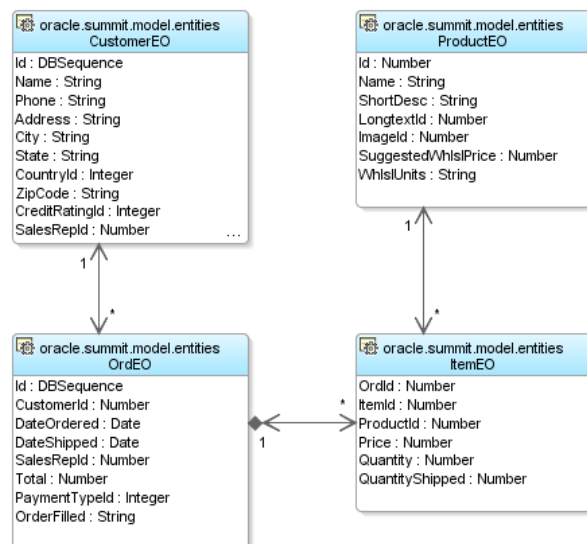 oracle.summit.model.entities
CustomerEO
Id : DBSequence
Name : String
Phone : String
Address : String
City : String
State : String
CountryId : Integer
ZipCode : String
CreditRatingId : Integer
SalesRepId : Number
...
oracle.summit.model.entities
ProductEO
Id : Number
Name : String
ShortDesc : String
LongtextId : Number
ImageId : Number
SuggestedWhlslPrice : Number
WhlslUnits : String
1
*
1
*
oracle.summit.model.entities
OrdEO
Id : DBSequence
CustomerId : Number
DateOrdered : Date
DateShipped : Date
SalesRepId : Number
Total : Number
PaymentTypeId : Integer
OrderFilled : String
1
*
oracle.summit.model.entities
ItemEO
OrdId : Number
ItemId : Number
ProductId : Number
Price : Number
Quantity : Number
QuantityShipped : Number